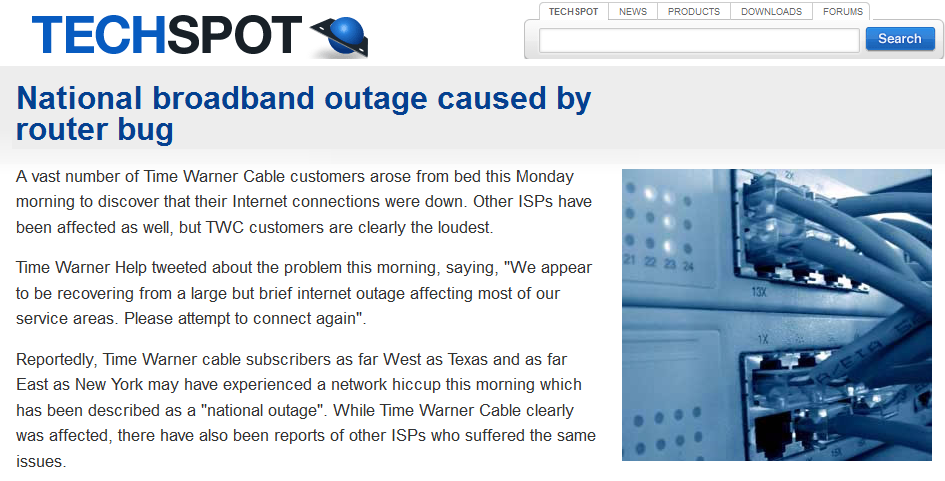 TECHSPOT
TECHSPOT NEWS PRODUCTS DOWNLOADS FORUMS
Search
National broadband outage caused by
router bug
A vast number of Time Warner Cable customers arose from bed this Monday
morning to discover that their Internet connections were down. Other ISPs have
been affected as well, but TWC customers are clearly the loudest.
Time Warner Help tweeted about the problem this morning, saying, "We appear
to be recovering from a large but brief internet outage affecting most of our
service areas. Please attempt to connect again".
Reportedly, Time Warner cable subscribers as far West as Texas and as far
East as New York may have experienced a network hiccup this morning which
has been described as a "national outage". While Time Warner Cable clearly
was affected, there have also been reports of other ISPs who suffered the same
issues.
2X
21 22 23 24
13X
1X